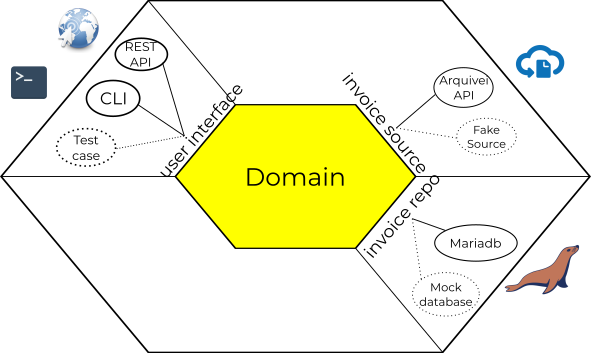 REST
API
CLI
Test
case
user interface
invoice source
Arquivei
API
Fake
Source
Domain
invoice repo
Mariadb
Mock
database
>_